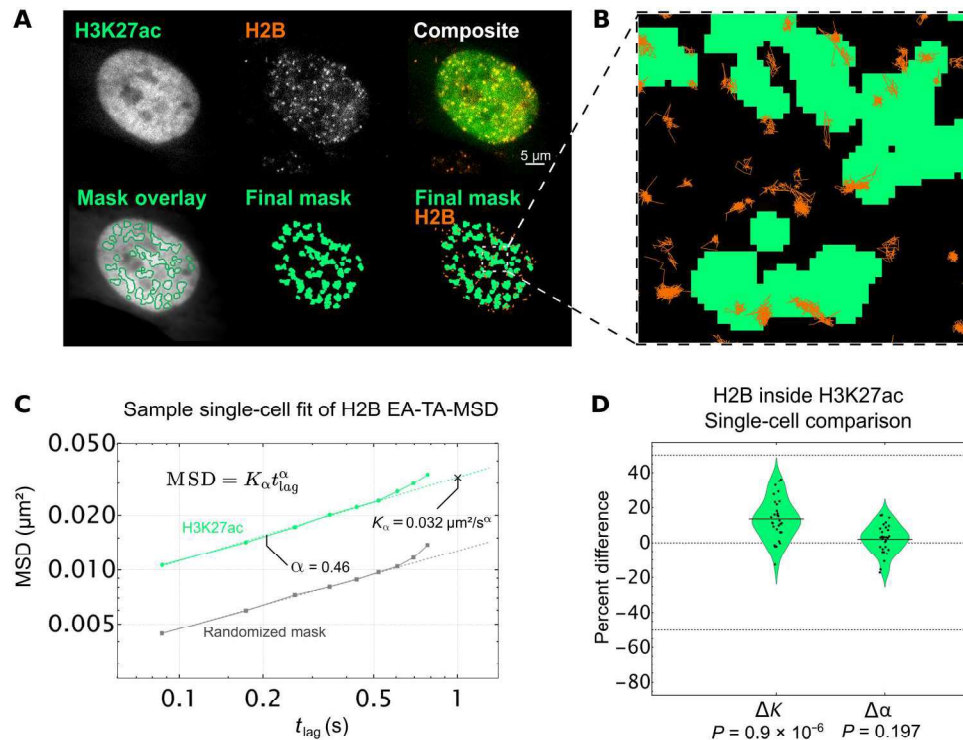 A
H3K27ac
H2B
Composite
5 µm
Mask overlay
Final mask
Final mask
H2B
B
C
Sample single-cell fit of H2B EA-TA-MSD
MSD (µm²)
0.050
0.020
0.010
0.005
MSD = Kα t^α_lag
H3K27ac
Kα = 0.032 µm²/s^α
α = 0.46
Randomized mask
0.1
0.2
0.5
1
t_lag (s)
D
H2B inside H3K27ac
Single-cell comparison
Percent difference
40
20
0
−20
−40
−60
−80
ΔK
Δα
P = 0.9 × 10⁻⁶
P = 0.197